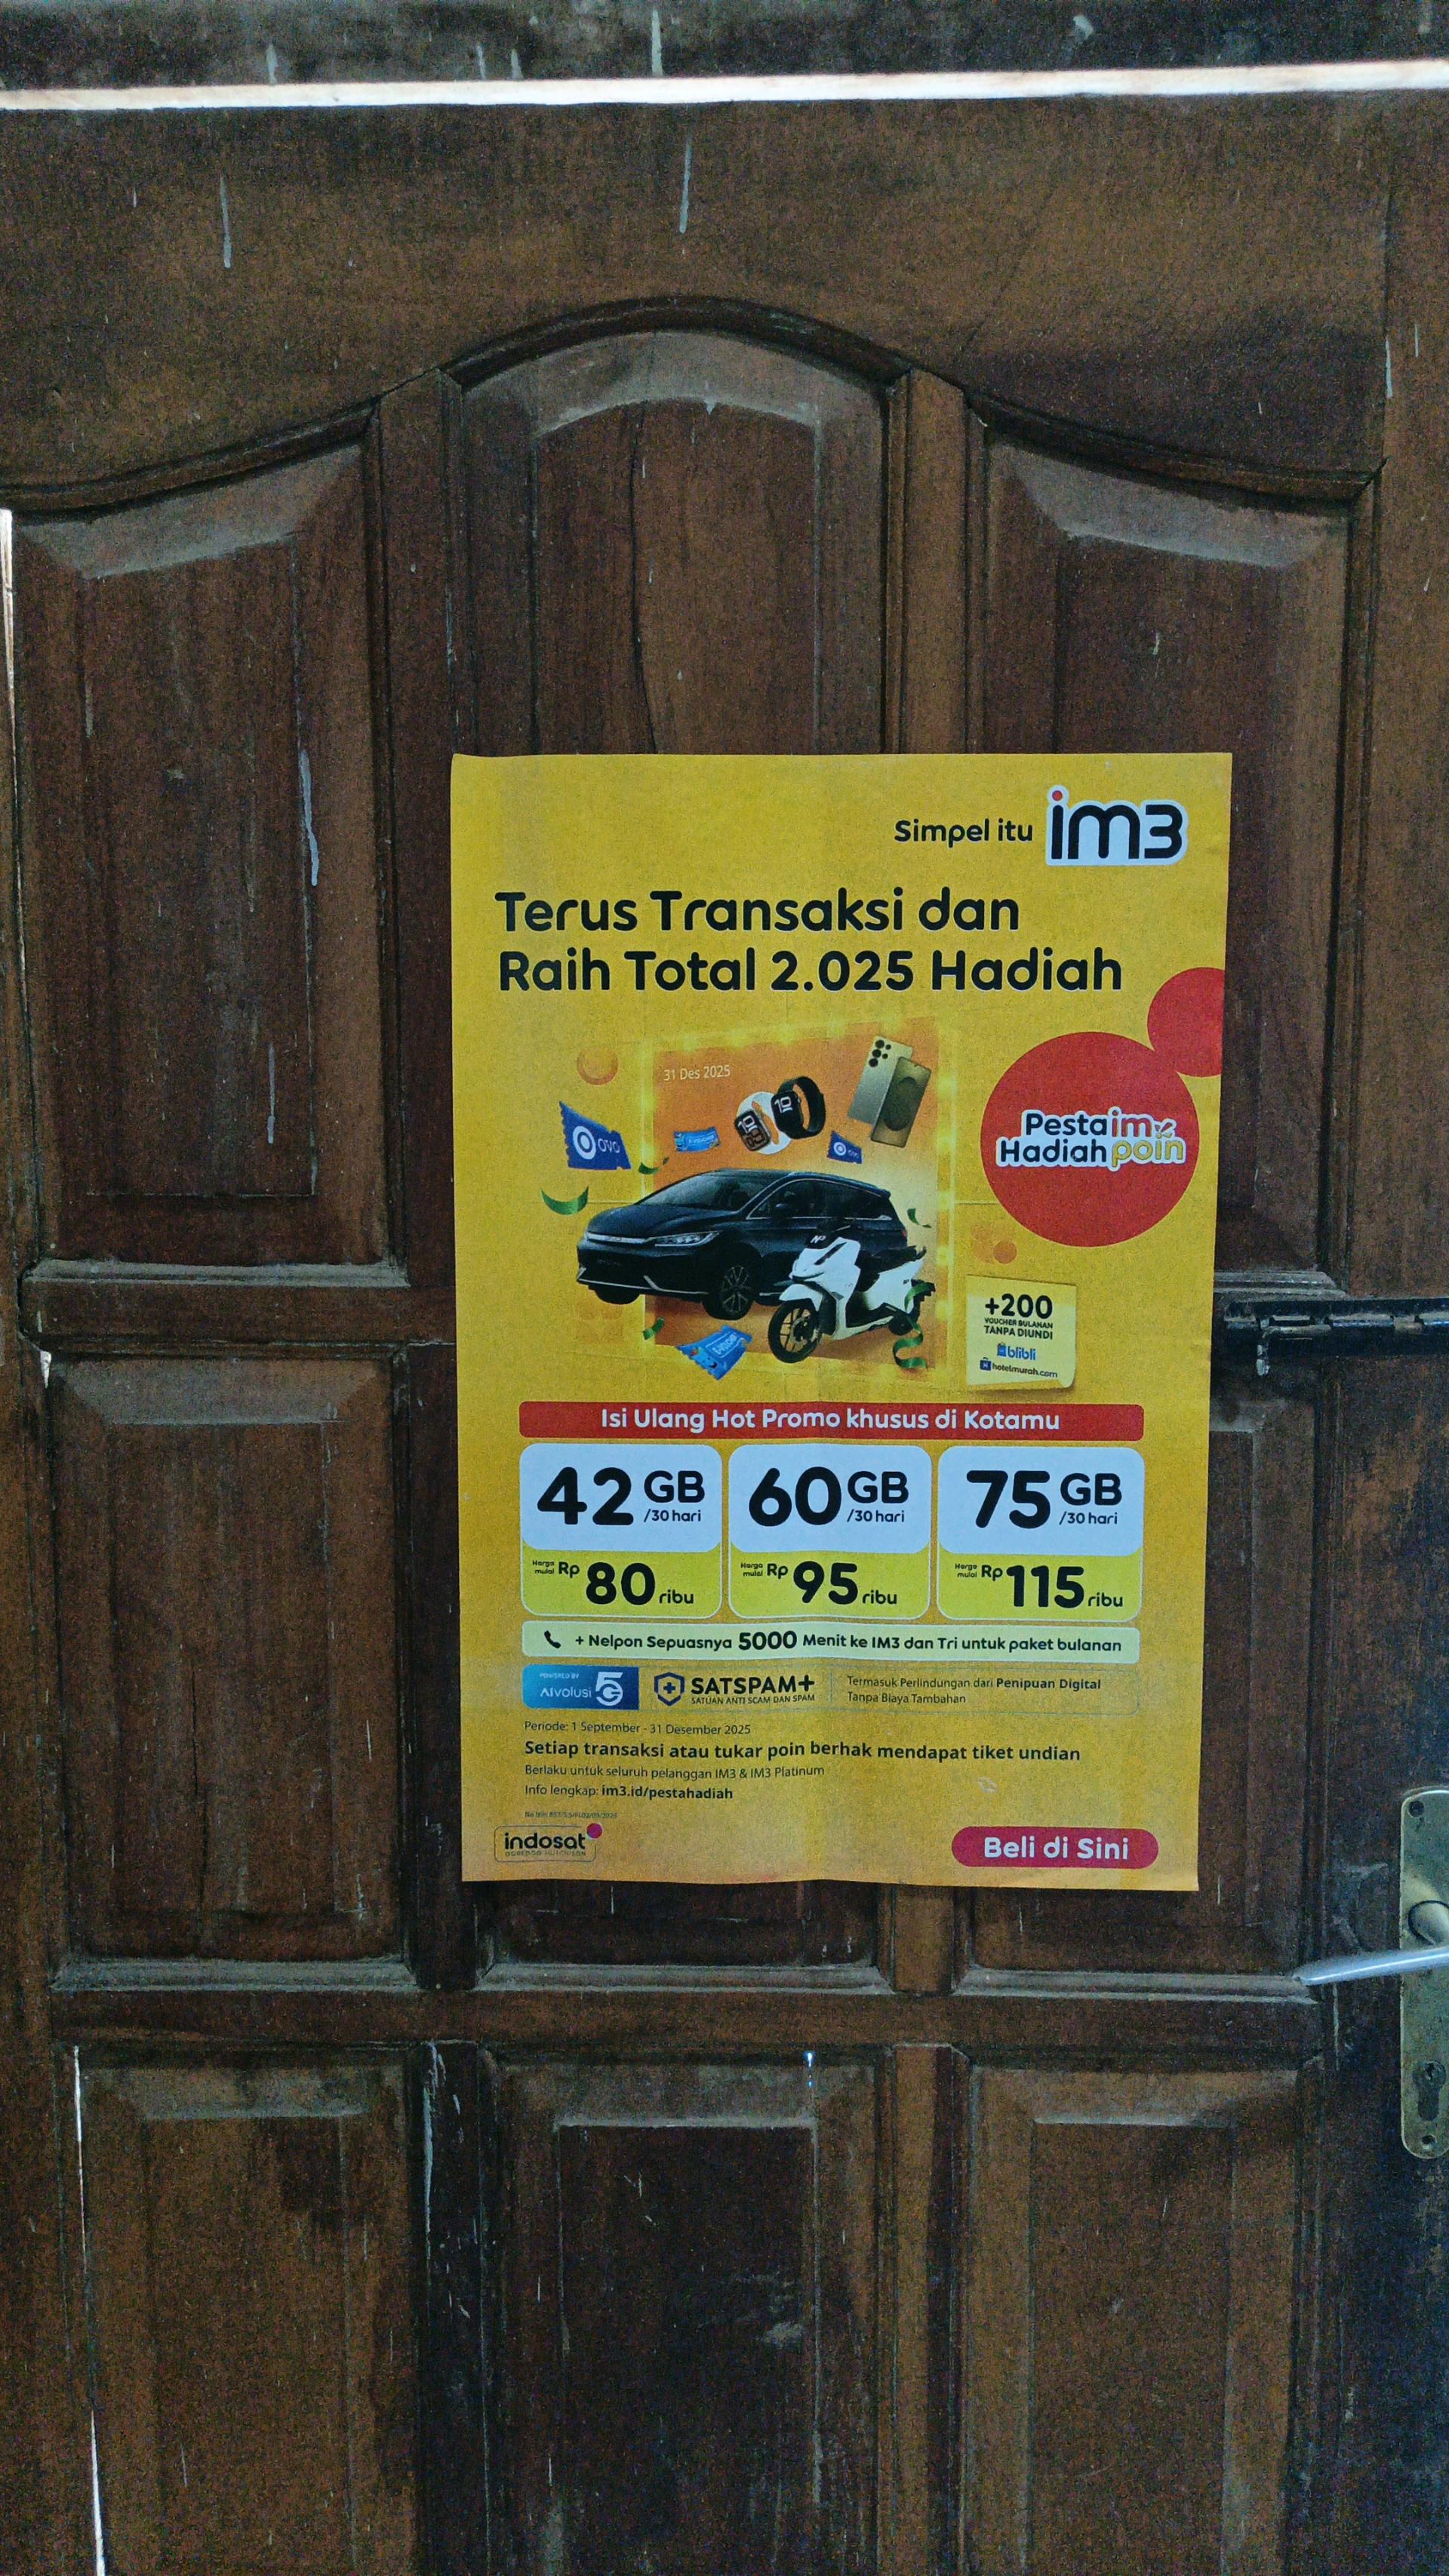 Simpel itu im3
Terus Transaksi dan
Raih Total 2.025 Hadiah
31 Des 2025
OVO
OVO
Pesta im
Hadiah poin
+200
VOUCHER BULANAN
TANPA DIUNDI
blibli
hotelmurah.com
Isi Ulang Hot Promo khusus di Kotamu
42 GB /30 hari
Harga mulai Rp 80 ribu
60 GB /30 hari
Harga mulai Rp 95 ribu
75 GB /30 hari
Harga mulai Rp 115 ribu
+ Nelpon Sepuasnya 5000 Menit ke IM3 dan Tri untuk paket bulanan
POWERED BY
AIvolusi 5G
SATSPAM+
SATUAN ANTI SCAM DAN SPAM
Termasuk Perlindungan dari Penipuan Digital
Tanpa Biaya Tambahan
Periode: 1 September - 31 Desember 2025
Setiap transaksi atau tukar poin berhak mendapat tiket undian
Berlaku untuk seluruh pelanggan IM3 & IM3 Platinum
Info lengkap: im3.id/pestahadiah
indosat
OOREDOO HUTCHISON
Beli di Sini